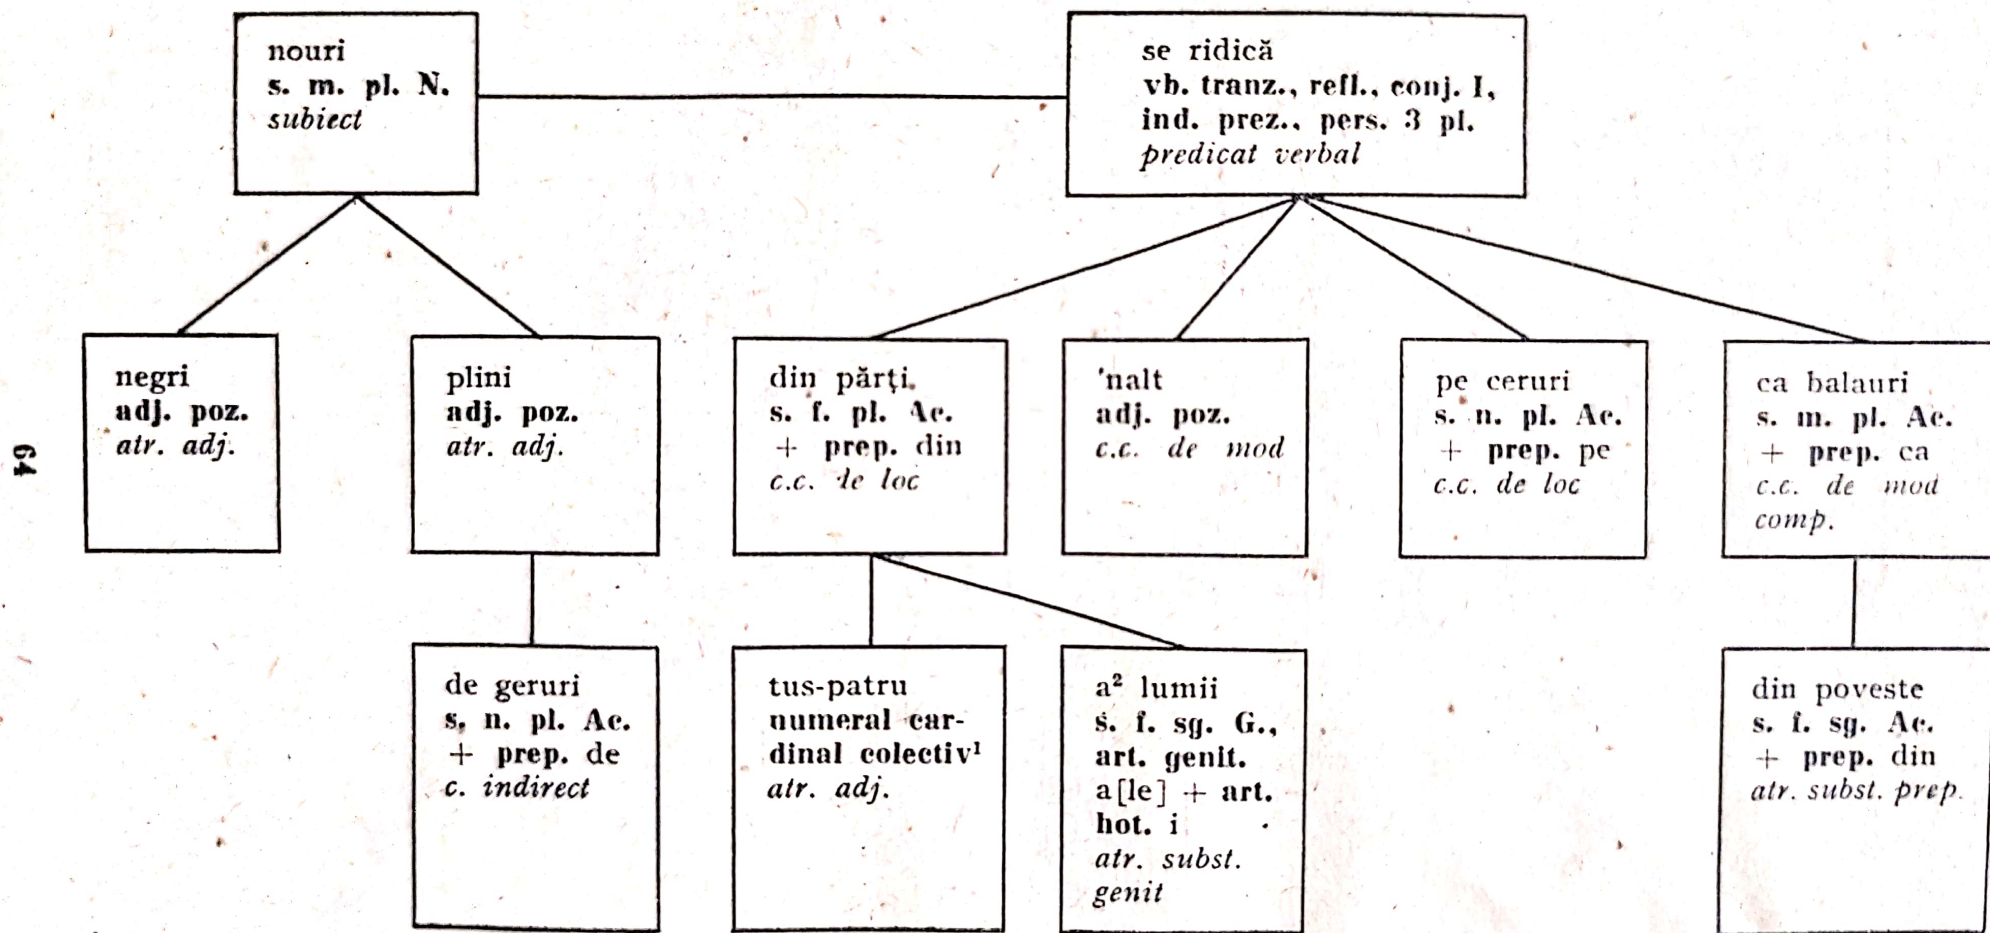 nouri
s. m. pl. N.
subiect
se ridică
vb. tranz., refl., conj. I,
ind. prez., pers. 3 pl.
predicat verbal
negri
adj. poz.
atr. adj.
plini
adj. poz.
atr. adj.
din părți
s. f. pl. Ac.
+ prep. din
c.c. de loc
'nalt
adj. poz.
c.c. de mod
pe ceruri
s. n. pl. Ac.
+ prep. pe
c.c. de loc
ca balauri
s. m. pl. Ac.
+ prep. ca
c.c. de mod
comp.
de geruri
s. n. pl. Ac.
+ prep. de
c. indirect
tus-patru
numeral car-
dinal colectiv¹
atr. adj.
a² lumii
s. f. sg. G.,
art. genit.
a[le] + art.
hot. i
atr. subst.
genit
din poveste
s. f. sg. Ac.
+ prep. din
atr. subst. prep.
64